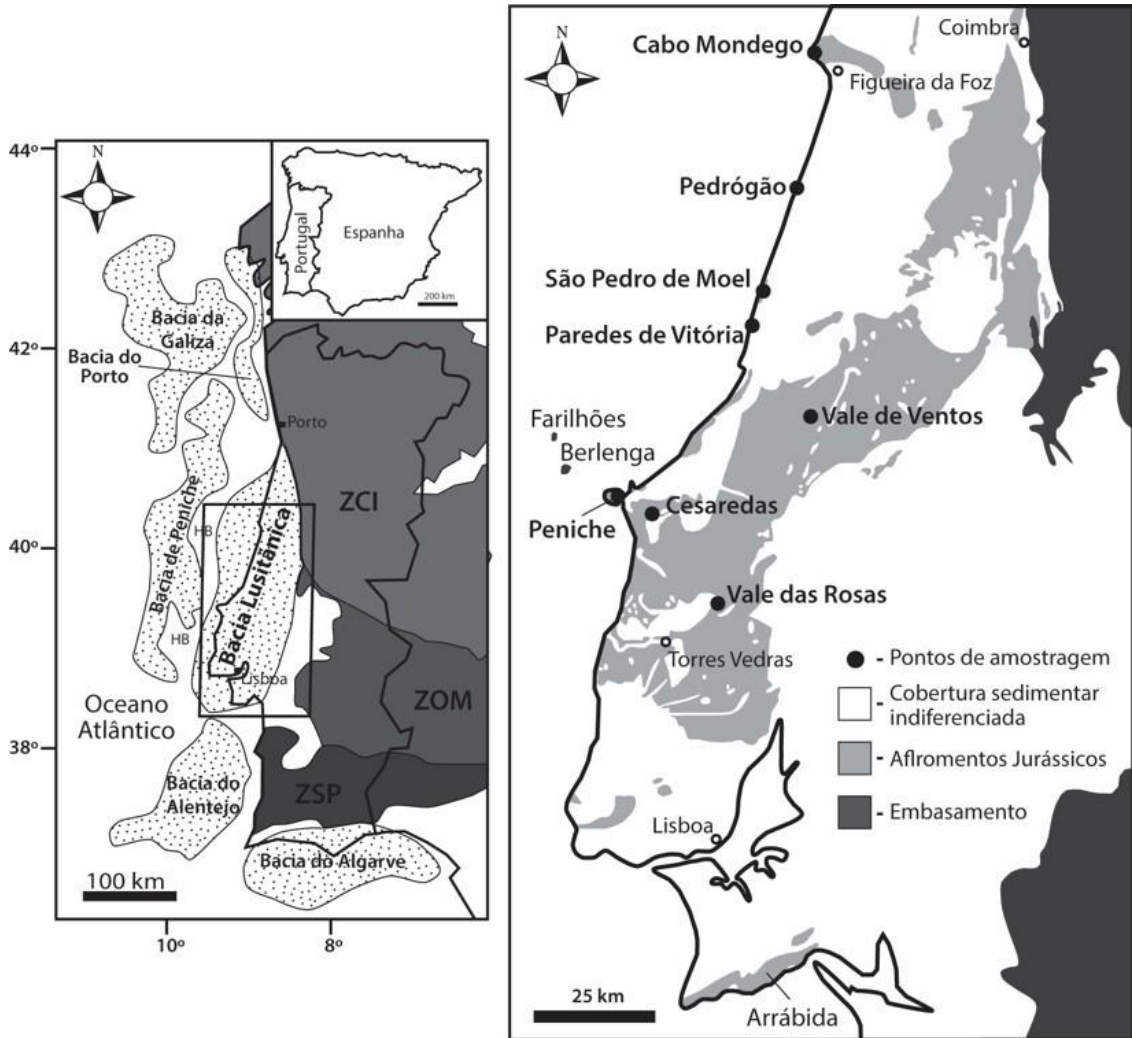 44º
42º
40º
38º
10º
8º
N
Portugal
Espanha
200 km
Bacia da
Galiza
Bacia do
Porto
Porto
Bacia de Peniche
HB
HB
Bacia Lusitânica
Lisboa
ZCI
ZOM
ZSP
Oceano
Atlântico
Bacia do
Alentejo
Bacia do Algarve
100 km
N
Coimbra
Cabo Mondego
Figueira da Foz
Pedrógão
São Pedro de Moel
Paredes de Vitória
Vale de Ventos
Farilhões
Berlenga
Cesaredas
Peniche
Vale das Rosas
Torres Vedras
- Pontos de amostragem
- Cobertura sedimentar
indiferenciada
- Aflromentos Jurássicos
- Embasamento
Lisboa
25 km
Arrábida